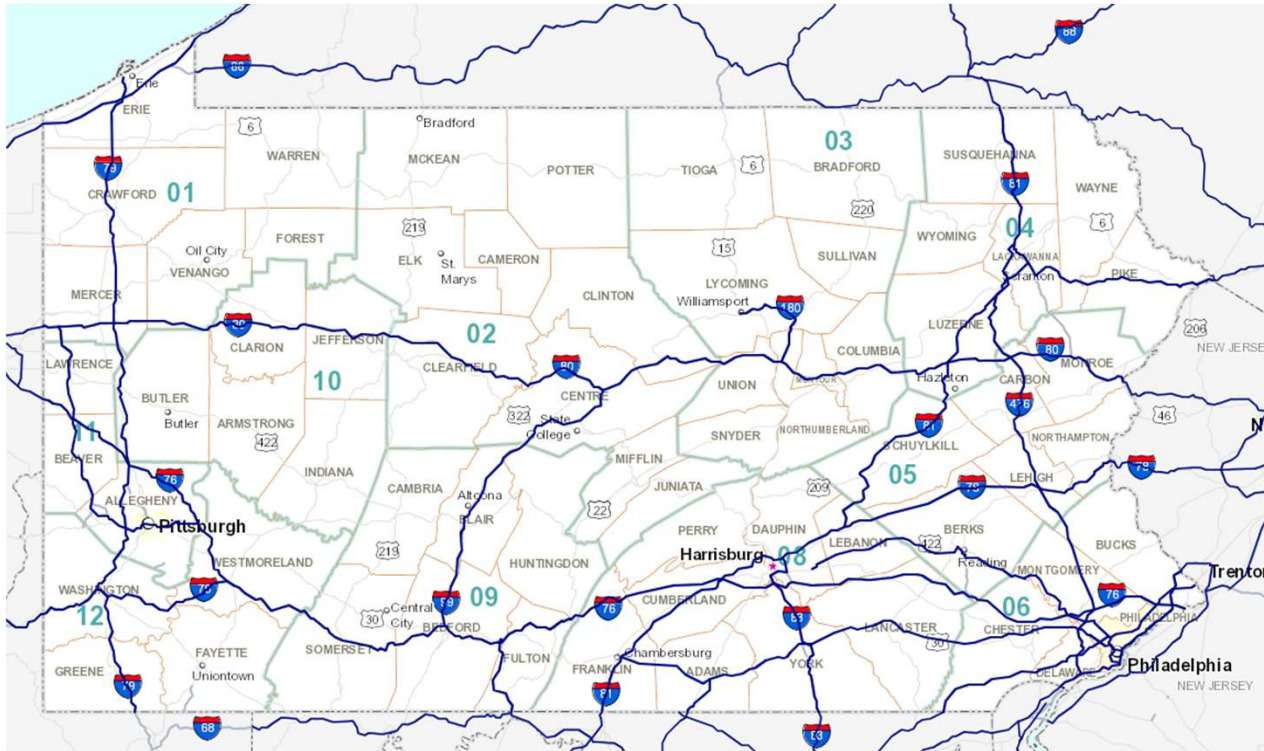 88
86
Erie
ERIE
6
Bradford
WARREN
MCKEAN
POTTER
TIOGA
6
03
BRADFORD
SUSQUEHANNA
79
CRAWFORD
01
81
WAYNE
219
220
6
FOREST
WYOMING
04
Oil City
VENANGO
ELK
St.
Marys
CAMERON
15
SULLIVAN
LACKAWANNA
Scranton
PIKE
MERCER
CLINTON
LYCOMING
Williamsport
180
80
CLARION
JEFFERSON
02
LUZERNE
206
NEW JERSE
LAWRENCE
CLEARFIELD
80
COLUMBIA
80
MONROE
10
UNION
MONTOUR
Hazleton
CARBON
BUTLER
Butler
CENTRE
322
State
College
476
46
ARMSTRONG
422
NORTHUMBERLAND
81
11
SNYDER
SCHUYLKILL
NORTHAMPTON
BEAVER
MIFFLIN
INDIANA
76
CAMBRIA
JUNIATA
05
LEHIGH
78
ALLEGHENY
Altoona
BLAIR
209
78
Pittsburgh
22
PERRY
DAUPHIN
BERKS
219
Harrisburg
08
LEBANON
422
Reading
BUCKS
WESTMORELAND
HUNTINGDON
MONTGOMERY
Trenton
WASHINGTON
70
99
09
76
CUMBERLAND
76
12
30
Central
City
BEDFORD
83
06
PHILADELPHIA
LANCASTER
30
CHESTER
SOMERSET
FULTON
Chambersburg
FAYETTE
Uniontown
FRANKLIN
ADAMS
YORK
DELAWARE
Philadelphia
GREENE
79
81
NEW JERSEY
68
83